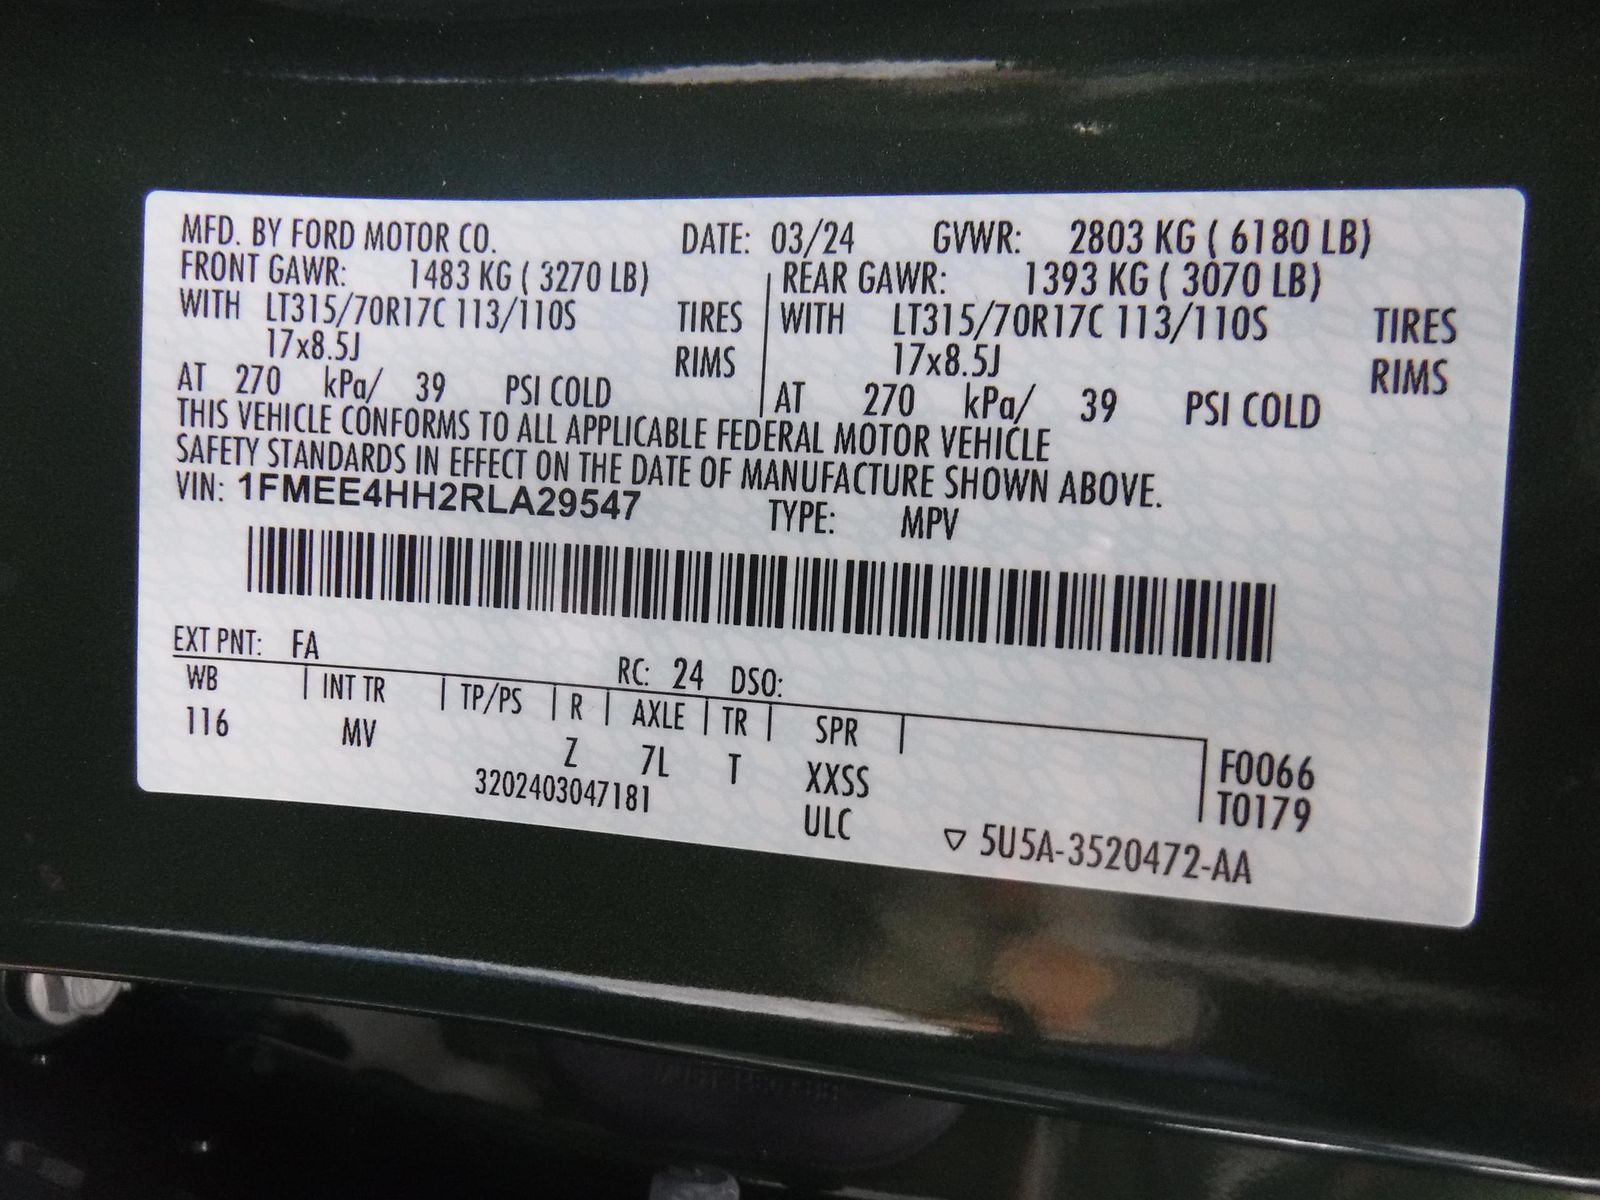 MFD. BY FORD MOTOR CO. DATE: 03/24 GVWR: 2803 KG ( 6180 LB)
FRONT GAWR: 1483 KG ( 3270 LB) REAR GAWR: 1393 KG ( 3070 LB)
WITH LT315/70R17C 113/110S TIRES WITH LT315/70R17C 113/110S TIRES
17x8.5J RIMS 17x8.5J RIMS
AT 270 kPa/ 39 PSI COLD AT 270 kPa/ 39 PSI COLD
THIS VEHICLE CONFORMS TO ALL APPLICABLE FEDERAL MOTOR VEHICLE
SAFETY STANDARDS IN EFFECT ON THE DATE OF MANUFACTURE SHOWN ABOVE.
VIN: 1FMEE4HH2RLA29547 TYPE: MPV
EXT PNT: FA RC: 24 DSO:
WB INT TR TP/PS R AXLE TR SPR
116 MV Z 7L T XXSS F0066
3202403047181 ULC T0179
▽ 5U5A-3520472-AA